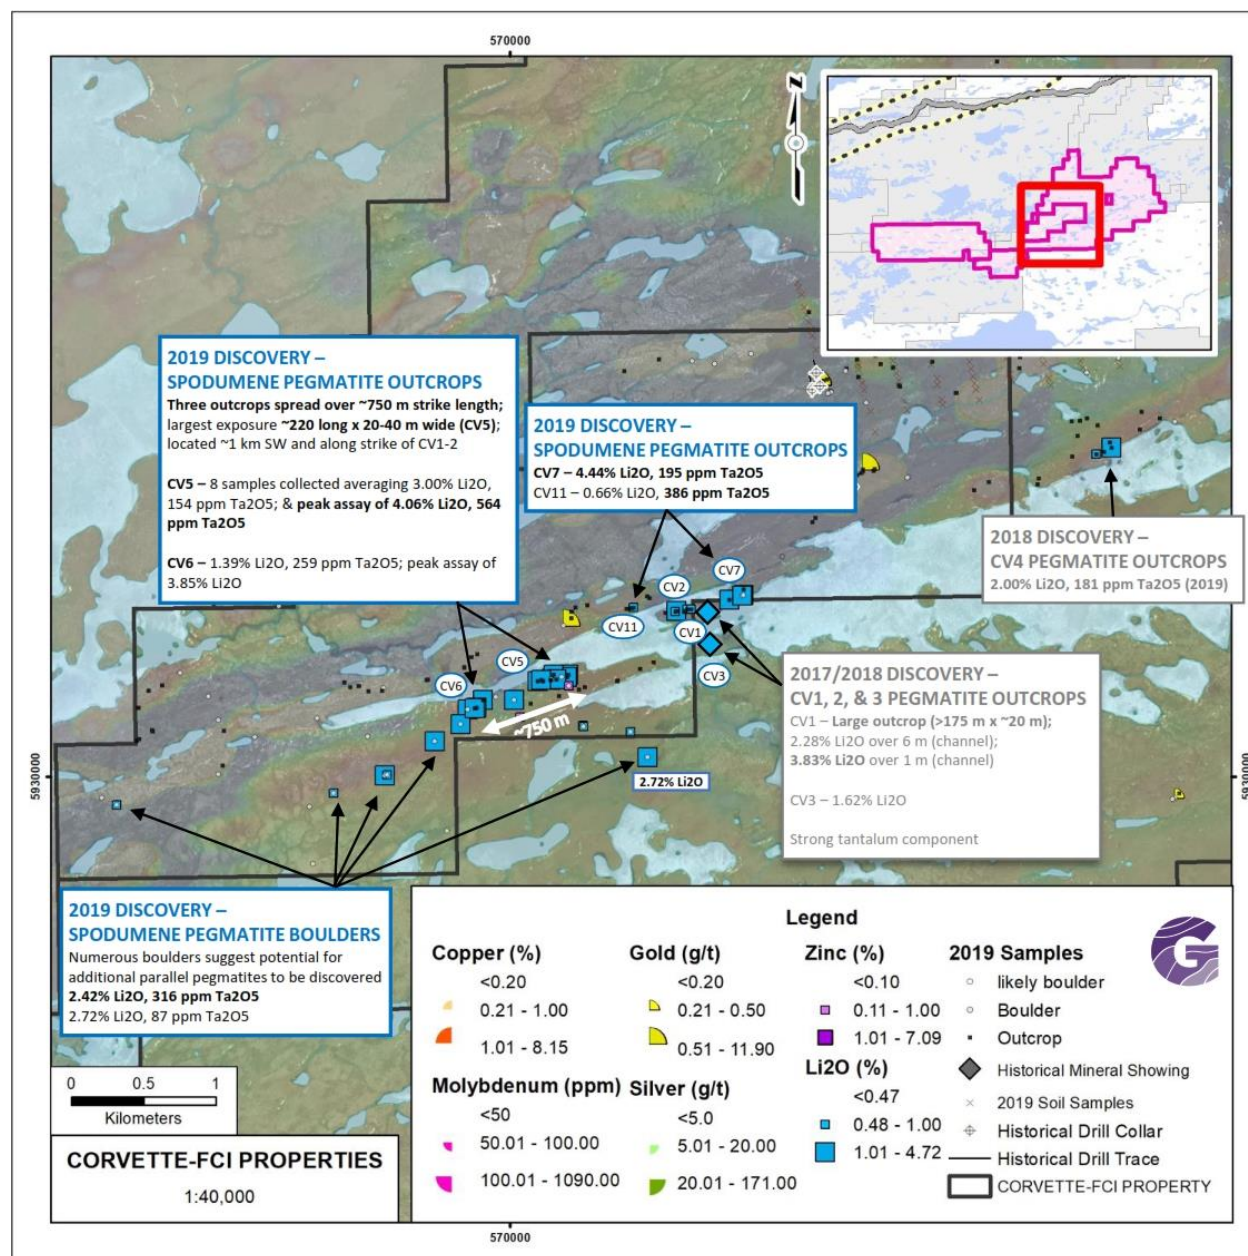 570000
N
2019 DISCOVERY –
SPODUMENE PEGMATITE OUTCROPS
Three outcrops spread over ~750 m strike length;
largest exposure ~220 long x 20-40 m wide (CV5);
located ~1 km SW and along strike of CV1-2
CV5 – 8 samples collected averaging 3.00% Li2O,
154 ppm Ta2O5; & peak assay of 4.06% Li2O, 564
ppm Ta2O5
CV6 – 1.39% Li2O, 259 ppm Ta2O5; peak assay of
3.85% Li2O
2019 DISCOVERY –
SPODUMENE PEGMATITE OUTCROPS
CV7 – 4.44% Li2O, 195 ppm Ta2O5
CV11 – 0.66% Li2O, 386 ppm Ta2O5
2018 DISCOVERY –
CV4 PEGMATITE OUTCROPS
2.00% Li2O, 181 ppm Ta2O5 (2019)
CV7
CV2
CV11
CV1
CV5
CV3
CV6
~750 m
2017/2018 DISCOVERY –
CV1, 2, & 3 PEGMATITE OUTCROPS
CV1 – Large outcrop (>175 m x ~20 m);
2.28% Li2O over 6 m (channel);
3.83% Li2O over 1 m (channel)
CV3 – 1.62% Li2O
Strong tantalum component
5930000
5930000
2.72% Li2O
2019 DISCOVERY –
SPODUMENE PEGMATITE BOULDERS
Numerous boulders suggest potential for
additional parallel pegmatites to be discovered
2.42% Li2O, 316 ppm Ta2O5
2.72% Li2O, 87 ppm Ta2O5
0 0.5 1
Kilometers
CORVETTE-FCI PROPERTIES
1:40,000
Legend
Copper (%)
<0.20
0.21 - 1.00
1.01 - 8.15
Molybdenum (ppm)
<50
50.01 - 100.00
100.01 - 1090.00
Gold (g/t)
<0.20
0.21 - 0.50
0.51 - 11.90
Silver (g/t)
<5.0
5.01 - 20.00
20.01 - 171.00
Zinc (%)
<0.10
0.11 - 1.00
1.01 - 7.09
Li2O (%)
<0.47
0.48 - 1.00
1.01 - 4.72
2019 Samples
likely boulder
Boulder
Outcrop
Historical Mineral Showing
2019 Soil Samples
Historical Drill Collar
Historical Drill Trace
CORVETTE-FCI PROPERTY
G
570000